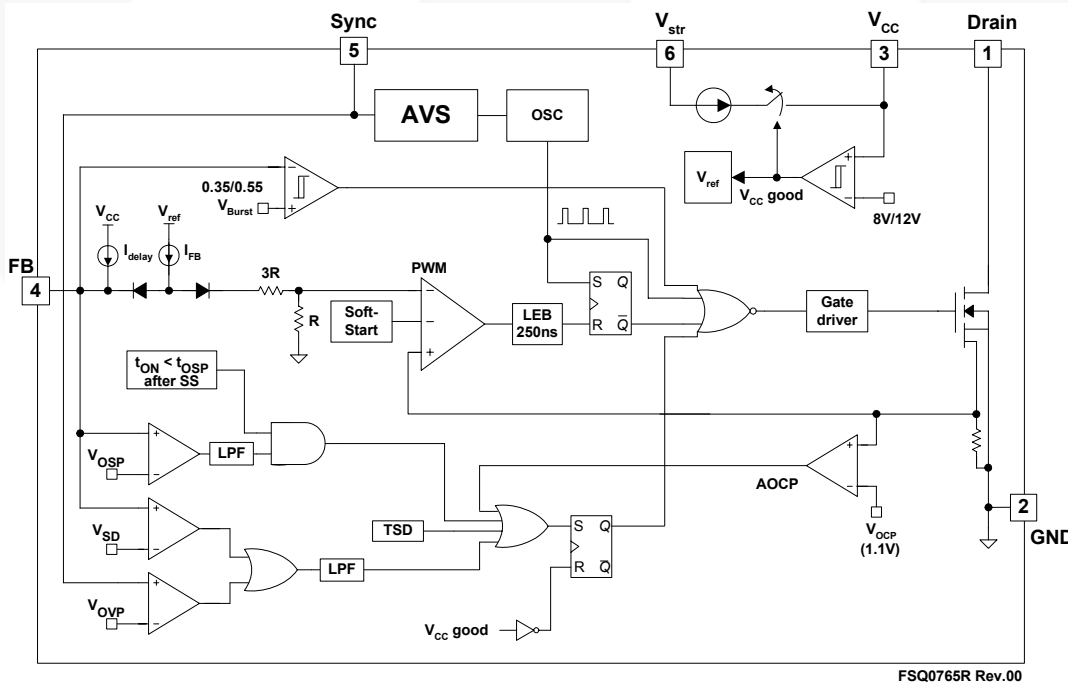 Sync
V_str
V_CC
Drain
5
6
3
1
AVS
OSC
0.35/0.55
V_Burst
V_ref
V_CC good
8V/12V
V_CC
V_ref
I_delay
I_FB
FB
4
3R
R
PWM
Soft-
Start
LEB
250ns
S Q
R Q̅
Gate
driver
t_ON < t_OSP
after SS
V_OSP
LPF
AOCP
V_OCP
(1.1V)
2
GND
V_SD
TSD
S Q
R Q̅
LPF
V_OVP
V_CC good
FSQ0765R Rev.00